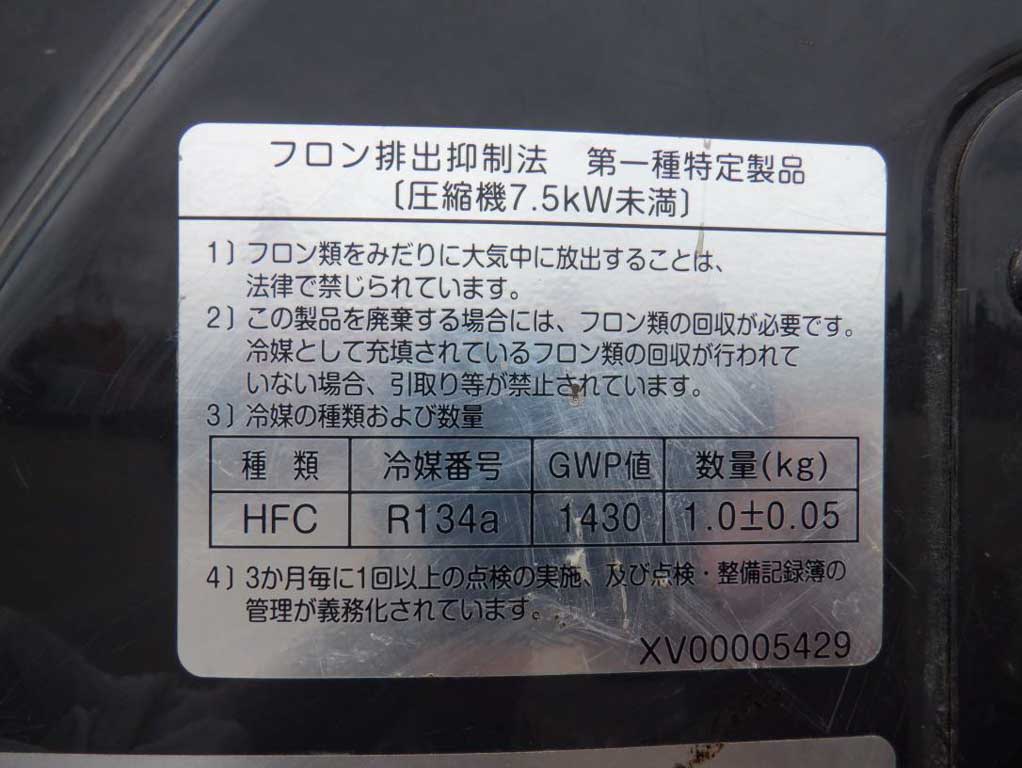 フロン排出抑制法　第一種特定製品
〔圧縮機7.5kW未満〕
1〕フロン類をみだりに大気中に放出することは、
法律で禁じられています。
2〕この製品を廃棄する場合には、フロン類の回収が必要です。
冷媒として充填されているフロン類の回収が行われて
いない場合、引取り等が禁止されています。
3〕冷媒の種類および数量
種類　冷媒番号　GWP値　数量(kg)
HFC　R134a　1430　1.0±0.05
4〕3か月毎に1回以上の点検の実施、及び点検・整備記録簿の
管理が義務化されています。
XV00005429